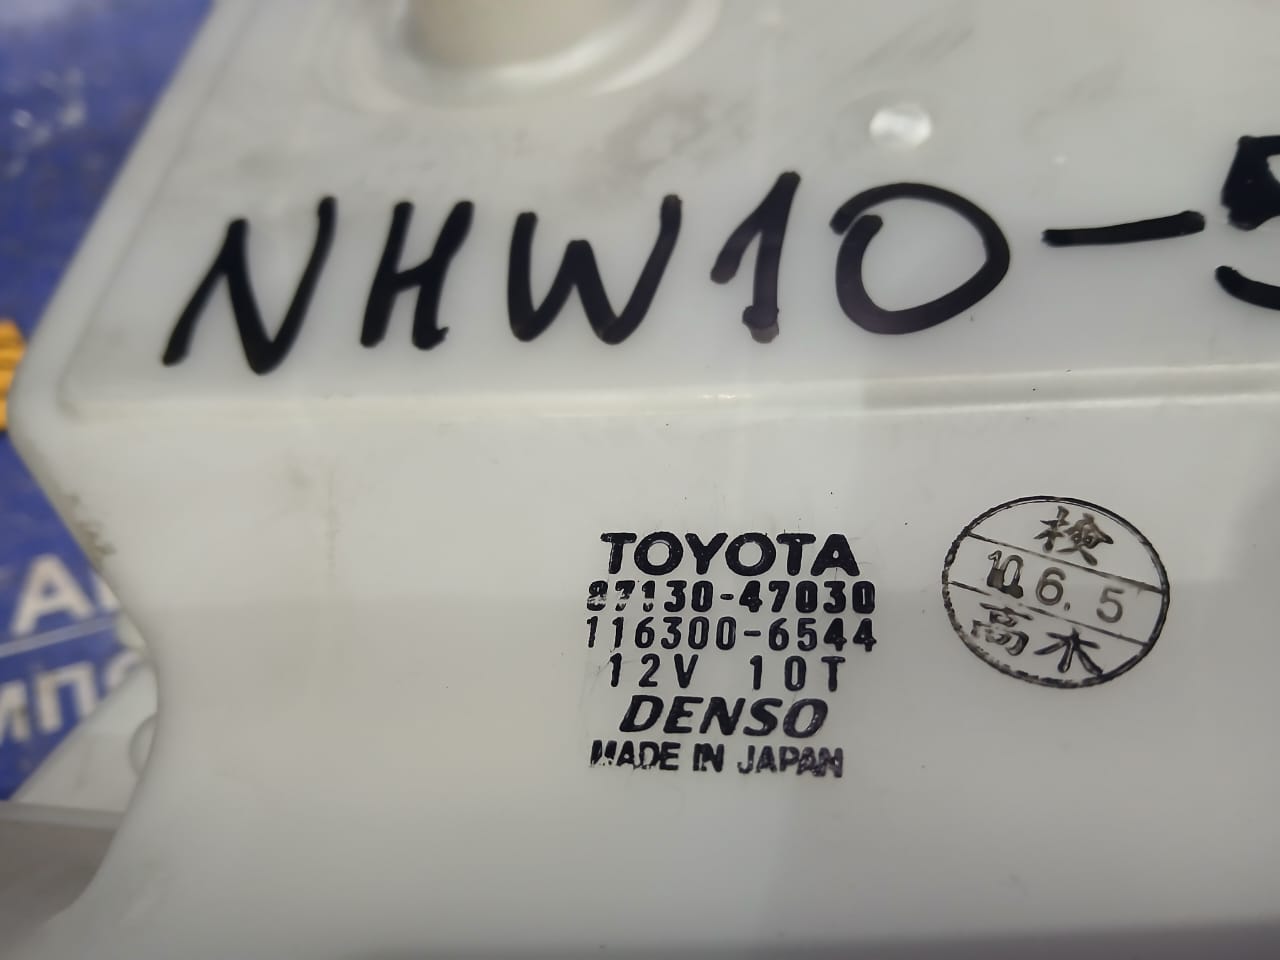 NHW10-5
TOYOTA
87130-47030
116300-6544
12V 10T
DENSO
MADE IN JAPAN
検
10.6.5
高木